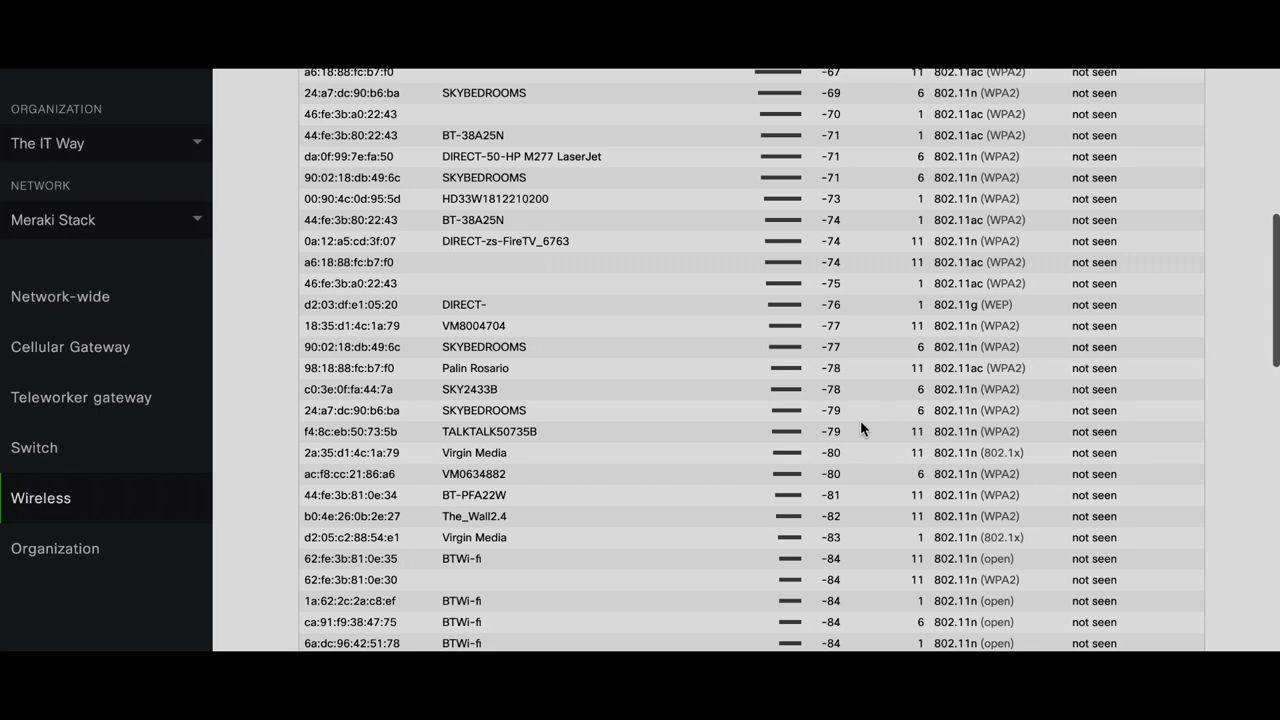 ORGANIZATION
The IT Way
NETWORK
Meraki Stack
Network-wide
Cellular Gateway
Teleworker gateway
Switch
Wireless
Organization
a6:18:88:fc:b7:f0 -67 11 802.11ac (WPA2) not seen
24:a7:dc:90:b6:ba SKYBEDROOMS -69 6 802.11n (WPA2) not seen
46:fe:3b:a0:22:43 -70 1 802.11ac (WPA2) not seen
44:fe:3b:80:22:43 BT-38A25N -71 1 802.11ac (WPA2) not seen
da:0f:99:7e:fa:50 DIRECT-50-HP M277 LaserJet -71 6 802.11n (WPA2) not seen
90:02:18:db:49:6c SKYBEDROOMS -71 6 802.11n (WPA2) not seen
00:90:4c:0d:95:5d HD33W1812210200 -73 1 802.11n (WPA2) not seen
44:fe:3b:80:22:43 BT-38A25N -74 1 802.11ac (WPA2) not seen
0a:12:a5:cd:3f:07 DIRECT-zs-FireTV_6763 -74 11 802.11n (WPA2) not seen
a6:18:88:fc:b7:f0 -74 11 802.11ac (WPA2) not seen
46:fe:3b:a0:22:43 -75 1 802.11ac (WPA2) not seen
d2:03:df:e1:05:20 DIRECT- -76 1 802.11g (WEP) not seen
18:35:d1:4c:1a:79 VM8004704 -77 11 802.11n (WPA2) not seen
90:02:18:db:49:6c SKYBEDROOMS -77 6 802.11n (WPA2) not seen
98:18:88:fc:b7:f0 Palin Rosario -78 11 802.11ac (WPA2) not seen
c0:3e:0f:fa:44:7a SKY2433B -78 6 802.11n (WPA2) not seen
24:a7:dc:90:b6:ba SKYBEDROOMS -79 6 802.11n (WPA2) not seen
f4:8c:eb:50:73:5b TALKTALK50735B -79 11 802.11n (WPA2) not seen
2a:35:d1:4c:1a:79 Virgin Media -80 11 802.11n (802.1x) not seen
ac:f8:cc:21:86:a6 VM0634882 -80 6 802.11n (WPA2) not seen
44:fe:3b:81:0e:34 BT-PFA22W -81 11 802.11n (WPA2) not seen
b0:4e:26:0b:2e:27 The_Wall2.4 -82 11 802.11n (WPA2) not seen
d2:05:c2:88:54:e1 Virgin Media -83 1 802.11n (802.1x) not seen
62:fe:3b:81:0e:35 BTWi-fi -84 11 802.11n (open) not seen
62:fe:3b:81:0e:30 -84 11 802.11n (WPA2) not seen
1a:62:2c:2a:c8:ef BTWi-fi -84 1 802.11n (open) not seen
ca:91:f9:38:47:75 BTWi-fi -84 6 802.11n (open) not seen
6a:dc:96:42:51:78 BTWi-fi -84 1 802.11n (open) not seen